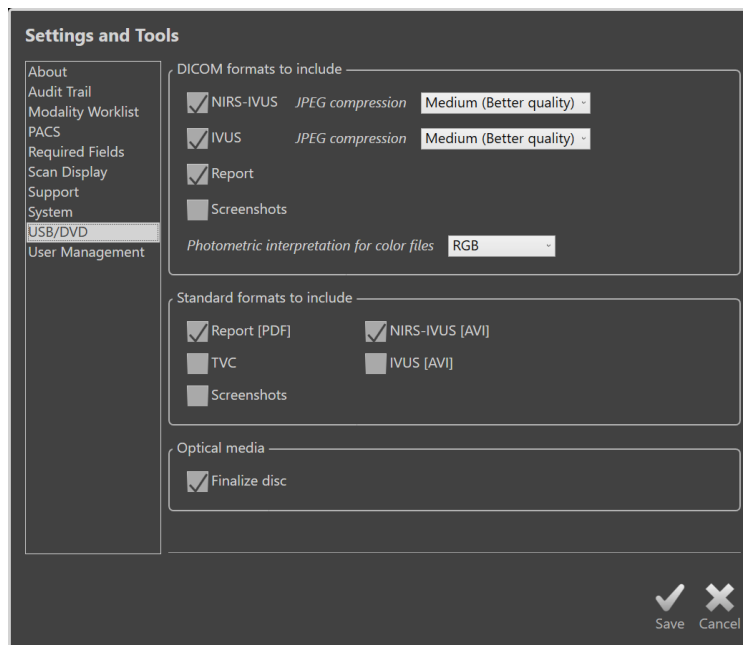 Settings and Tools
About
Audit Trail
Modality Worklist
PACS
Required Fields
Scan Display
Support
System
USB/DVD
User Management
DICOM formats to include
NIRS-IVUS JPEG compression Medium (Better quality)
IVUS JPEG compression Medium (Better quality)
Report
Screenshots
Photometric interpretation for color files RGB
Standard formats to include
Report [PDF] NIRS-IVUS [AVI]
TVC IVUS [AVI]
Screenshots
Optical media
Finalize disc
Save Cancel